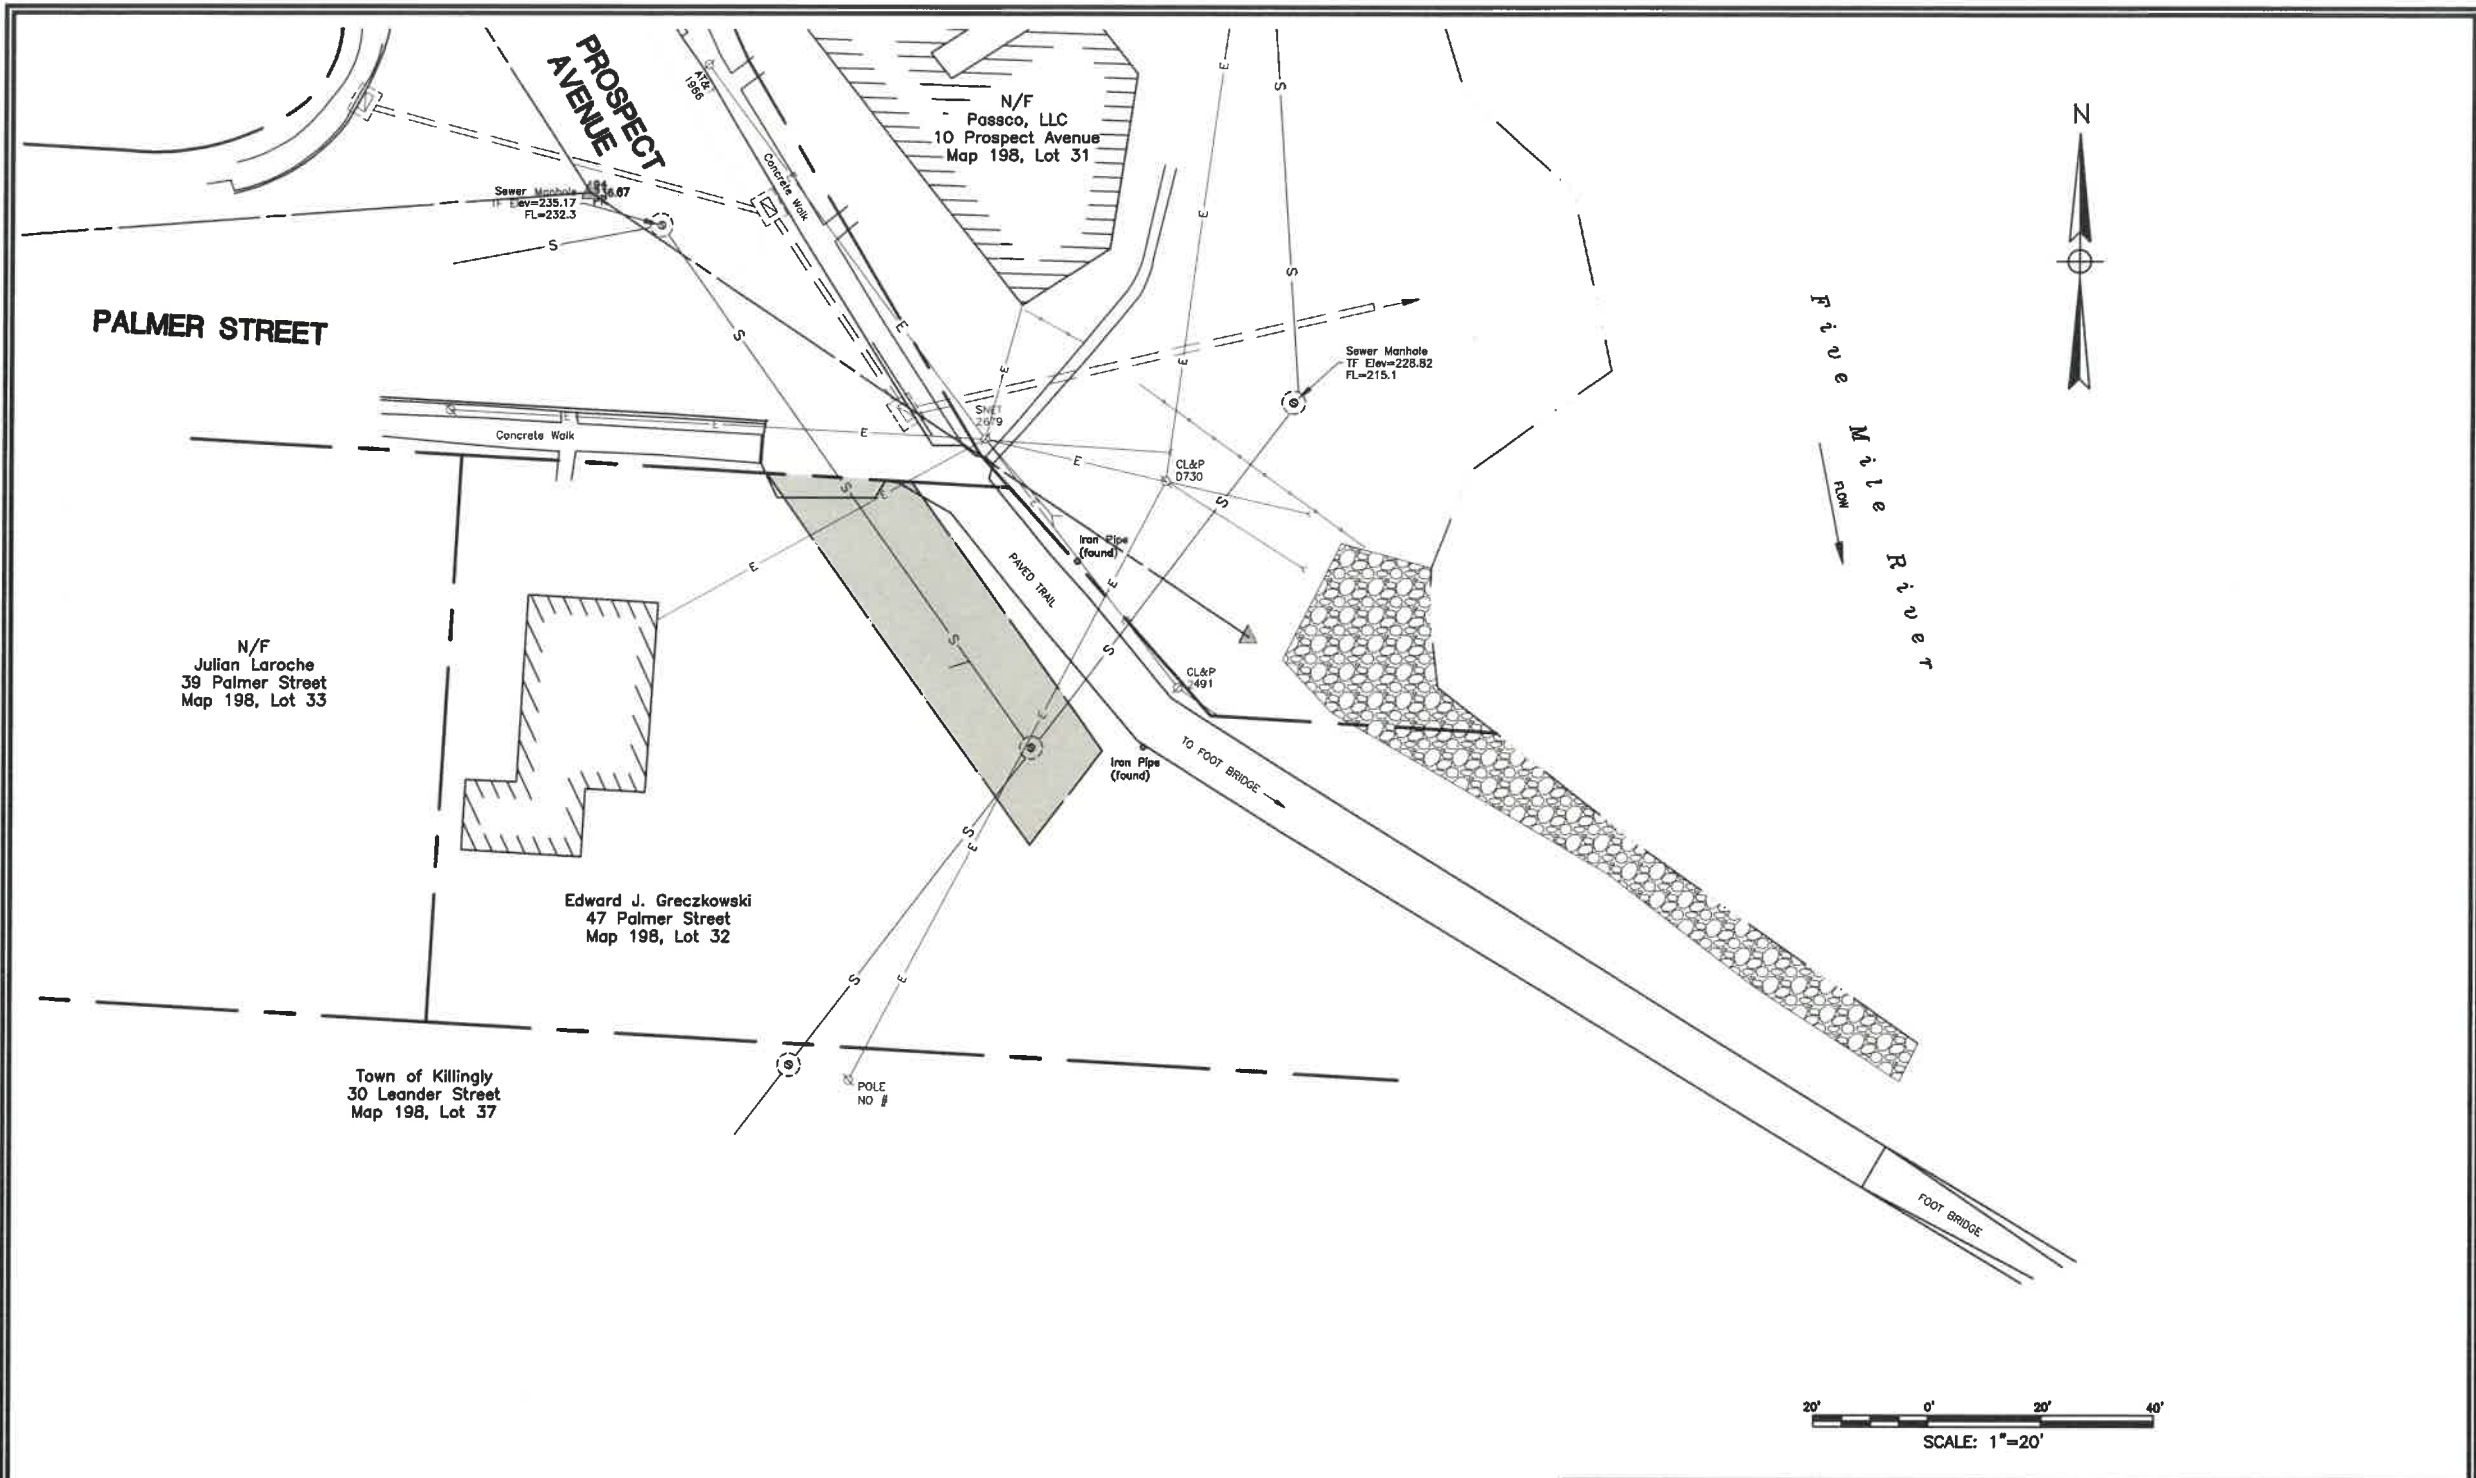 PROSPECT
AVENUE
AT&T
1966
Concrete Walk
N/F
Passco, LLC
10 Prospect Avenue
Map 198, Lot 31
E
S
N
Sewer Manhole
TF Elev=235.17
FL=232.3
S
E
S
E
S
PALMER STREET
S
E
E
E
Sewer Manhole
TF Elev=228.82
FL=215.1
Five Mile River
FLOW
SNET
2679
E
E
E
Concrete Walk
E
CL&P
D730
S
S
E
Iron Pipe
(found)
PAVED TRAIL
E
E
N/F
Julian Laroche
39 Palmer Street
Map 198, Lot 33
S
S
CL&P
2491
E
S
TO FOOT BRIDGE
Iron Pipe
(found)
S
E
Edward J. Greczkowski
47 Palmer Street
Map 198, Lot 32
S
E
Town of Killingly
30 Leander Street
Map 198, Lot 37
S
POLE
NO #
FOOT BRIDGE
20' 0' 20' 40'
SCALE: 1"=20'